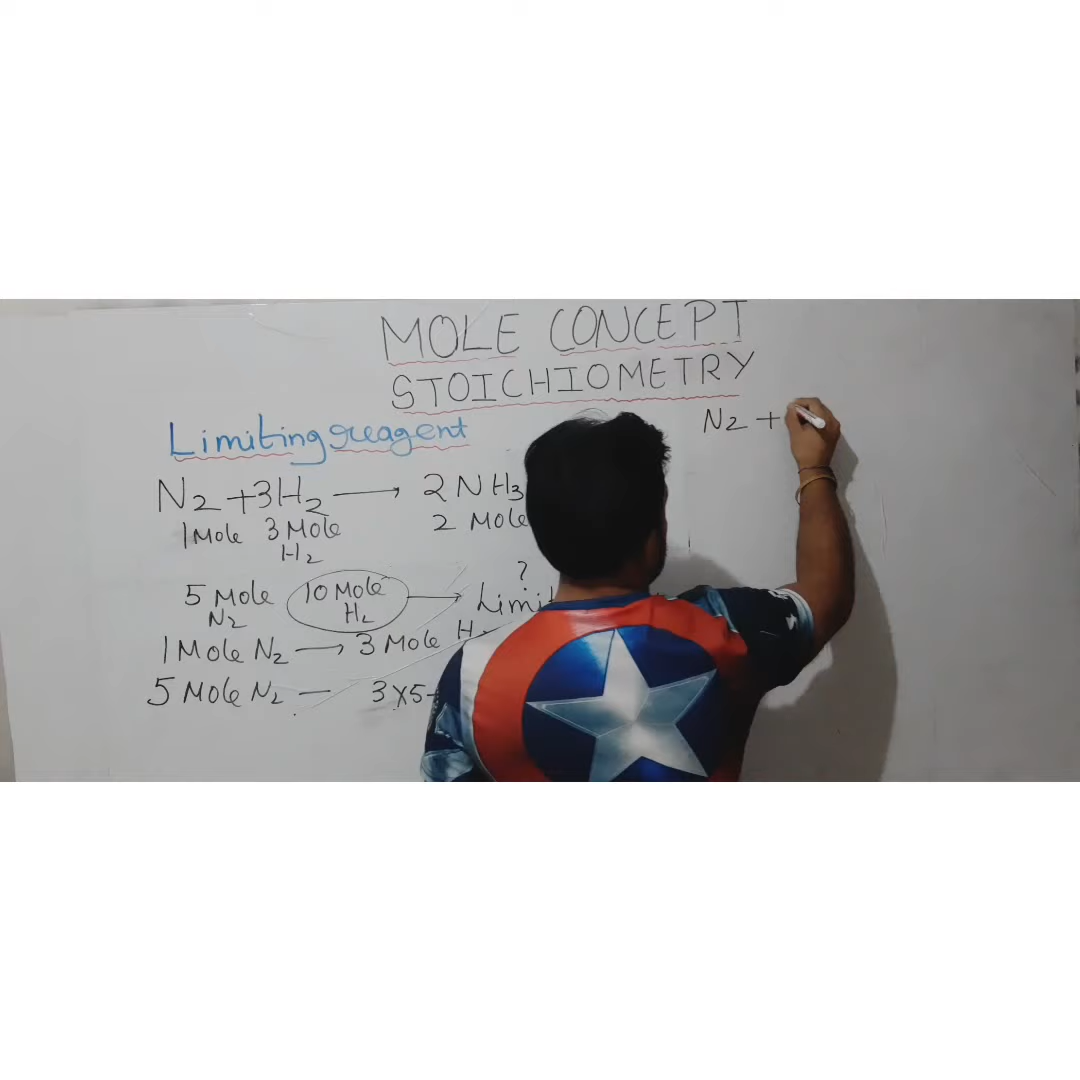 MOLE CONCEPT
STOICHIOMETRY
Limiting reagent
N2 +3H2 → 2NH3
1 Mole 3 Mole 2 Mole
H2
5 Mole 10 Mole → ?
N2 H2
1 Mole N2 → 3 Mole H
5 Mole N2 — 3×5
N2 +